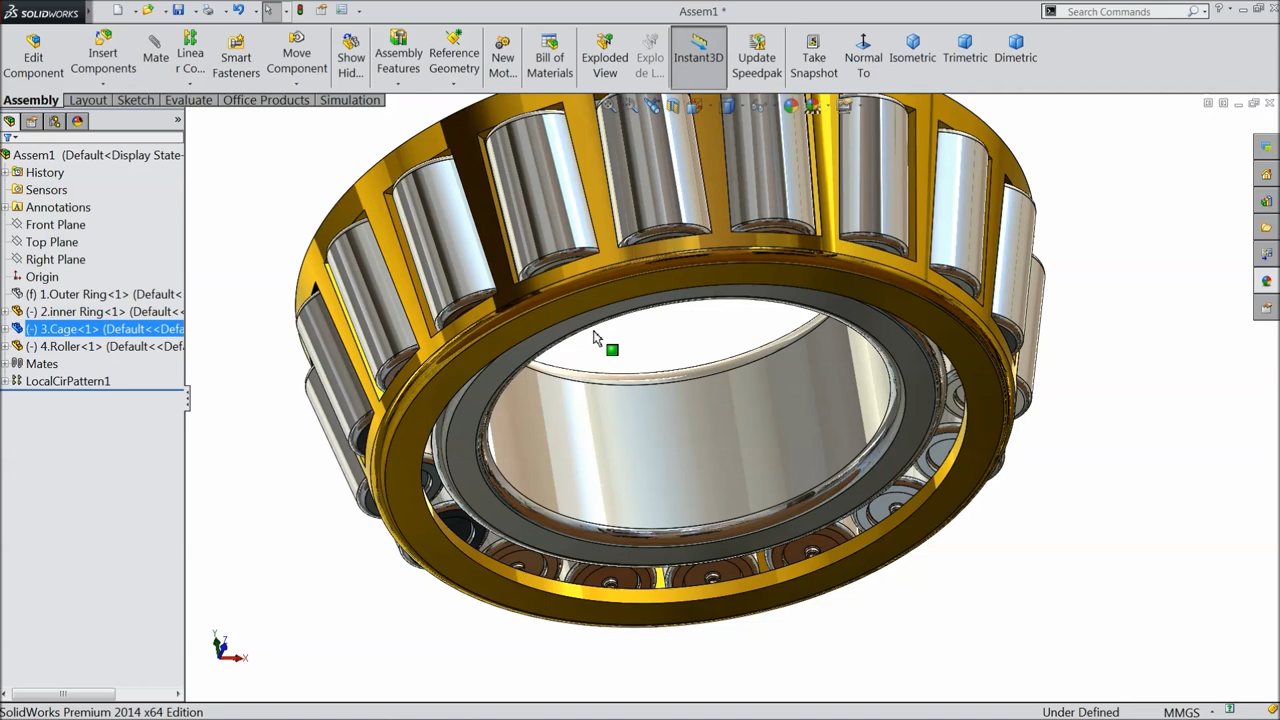 SOLIDWORKS
Assem1 *
Search Commands
Edit Component
Insert Components
Mate
Linea r Co...
Smart Fasteners
Move Component
Show Hid...
Assembly Features
Reference Geometry
New Mot...
Bill of Materials
Exploded View
Explo de L...
Instant3D
Update Speedpak
Take Snapshot
Normal To
Isometric
Trimetric
Dimetric
Assembly
Layout
Sketch
Evaluate
Office Products
Simulation
Assem1 (Default<Display State-
History
Sensors
Annotations
Front Plane
Top Plane
Right Plane
Origin
(f) 1.Outer Ring<1> (Default<
(-) 2.inner Ring<1> (Default<
(-) 3.Cage<1> (Default<<Defa
(-) 4.Roller<1> (Default<<Def
Mates
LocalCirPattern1
Y
Z
X
SolidWorks Premium 2014 x64 Edition
Under Defined
MMGS